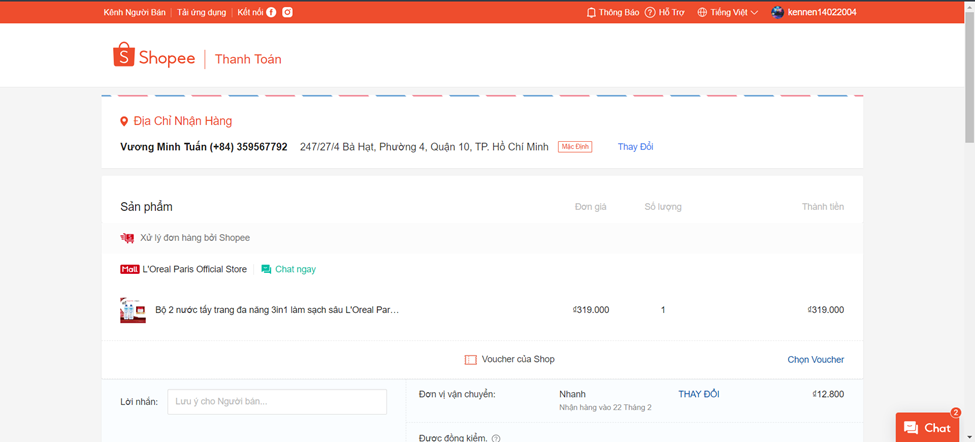 Kênh Người Bán | Tải ứng dụng | Kết nối
Thông Báo Hỗ Trợ Tiếng Việt kennen14022004
Shopee | Thanh Toán
Địa Chỉ Nhận Hàng
Vương Minh Tuấn (+84) 359567792 247/27/4 Bà Hạt, Phường 4, Quận 10, TP. Hồ Chí Minh Mặc Định Thay Đổi
Sản phẩm Đơn giá Số lượng Thành tiền
Xử lý đơn hàng bởi Shopee
Mall L'Oreal Paris Official Store Chat ngay
Bộ 2 nước tẩy trang đa năng 3in1 làm sạch sâu L'Oreal Par... ₫319.000 1 ₫319.000
Voucher của Shop Chọn Voucher
Lời nhắn: Lưu ý cho Người bán... Đơn vị vận chuyển: Nhanh THAY ĐỔI ₫12.800
Nhận hàng vào 22 Tháng 2
Được đồng kiểm.
Chat 2